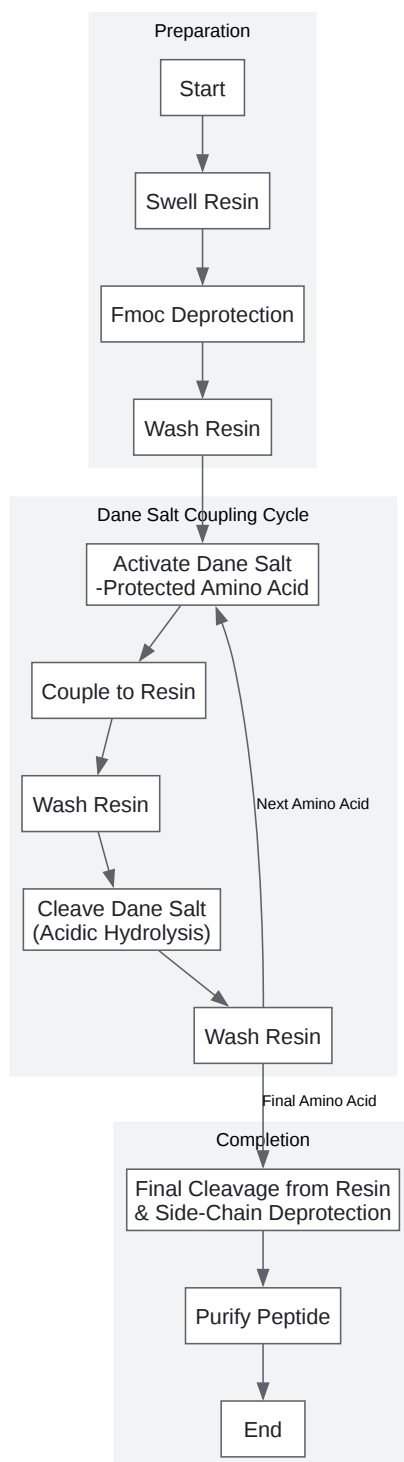 Preparation
Start
Swell Resin
Fmoc Deprotection
Wash Resin
Dane Salt Coupling Cycle
Activate Dane Salt
-Protected Amino Acid
Couple to Resin
Wash Resin
Next Amino Acid
Cleave Dane Salt
(Acidic Hydrolysis)
Wash Resin
Final Amino Acid
Completion
Final Cleavage from Resin
& Side-Chain Deprotection
Purify Peptide
End